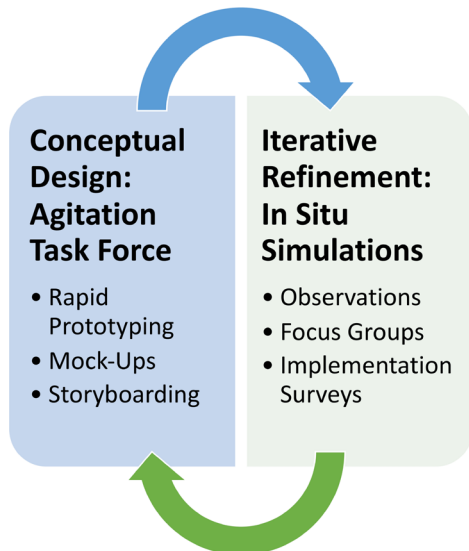 Conceptual
Design:
Agitation
Task Force
• Rapid
Prototyping
• Mock-Ups
• Storyboarding
Iterative
Refinement:
In Situ
Simulations
• Observations
• Focus Groups
• Implementation
Surveys